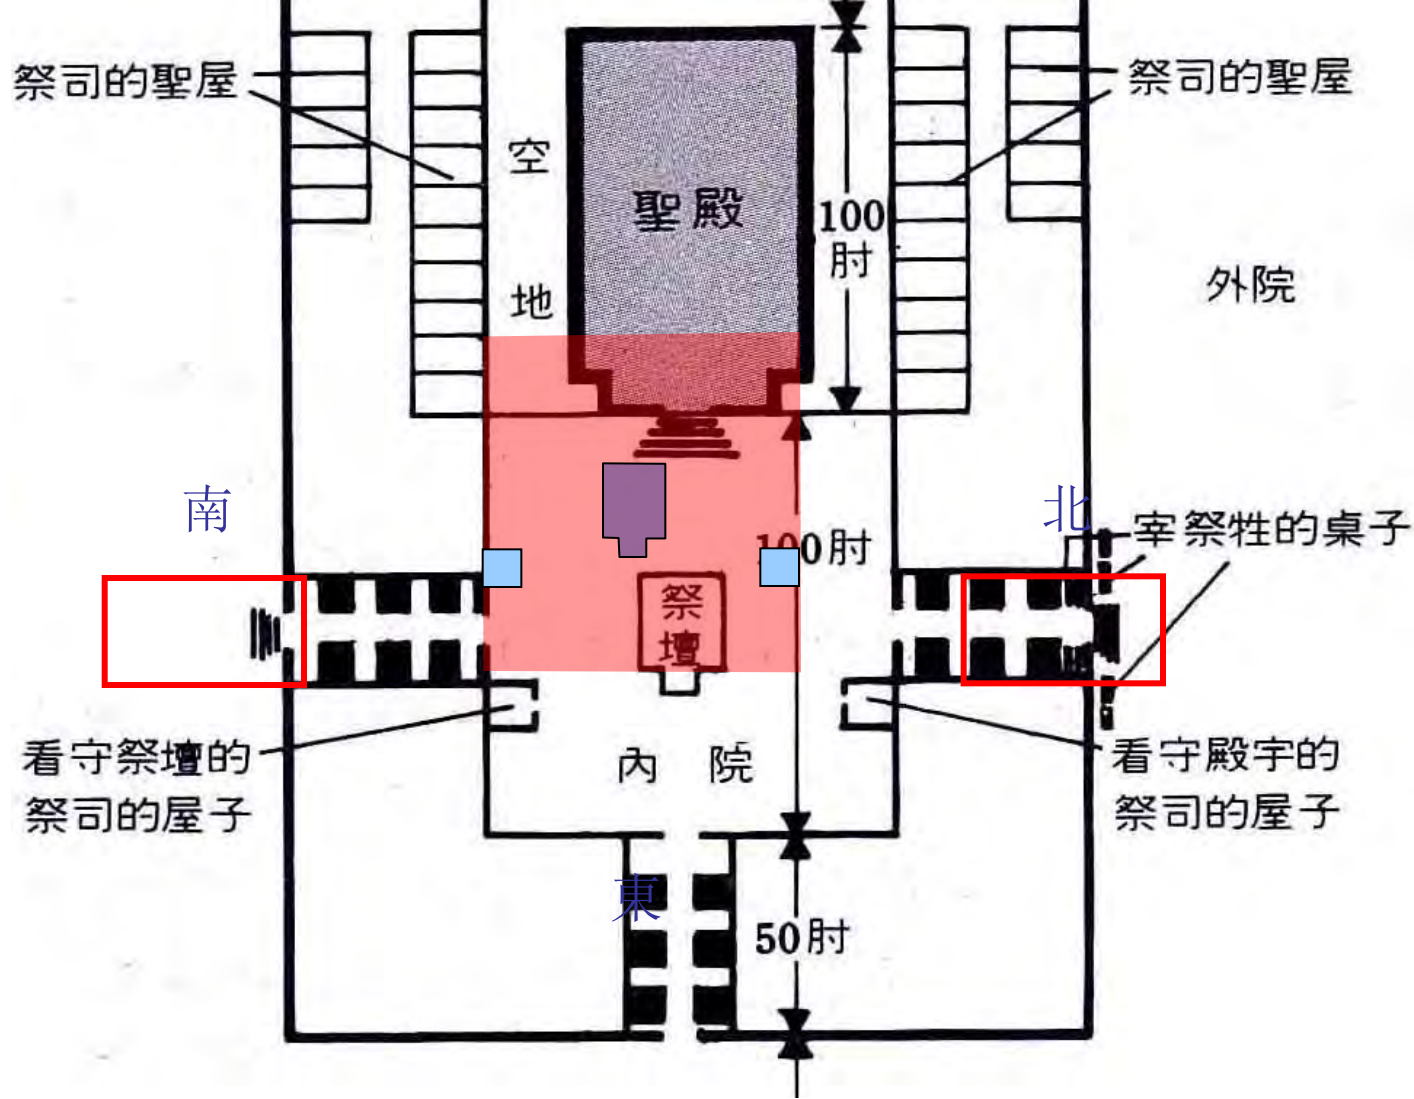 祭司的聖屋
祭司的聖屋
空
地
聖殿
100
肘
外院
南
北
100肘
宰祭牲的桌子
祭
壇
看守祭壇的
祭司的屋子
內院
看守殿宇的
祭司的屋子
東
50肘